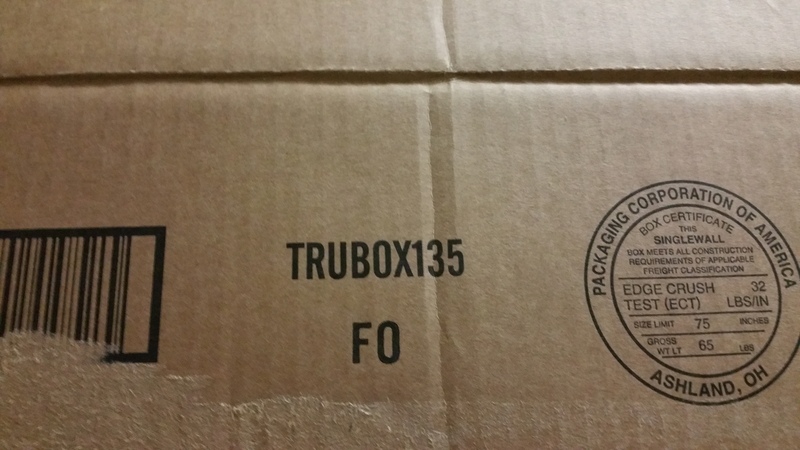 TRUBOX135
FO
PACKAGING CORPORATION OF AMERICA
BOX CERTIFICATE
THIS
SINGLEWALL
BOX MEETS ALL CONSTRUCTION
REQUIREMENTS OF APPLICABLE
FREIGHT CLASSIFICATION
EDGE CRUSH 32
TEST (ECT) LBS/IN
SIZE LIMIT 75 INCHES
GROSS
WT LT 65 LBS
ASHLAND, OH